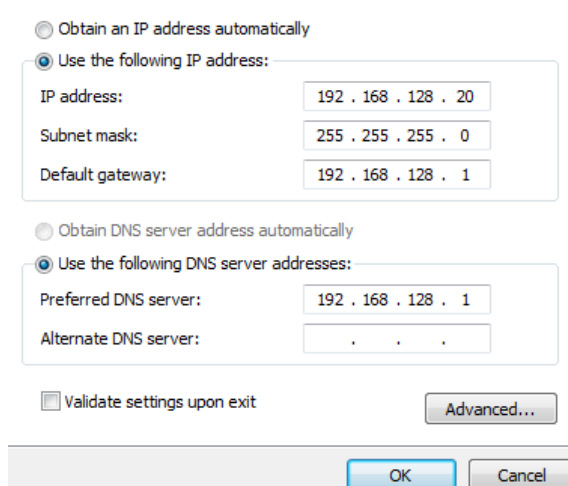 Obtain an IP address automatically
Use the following IP address:
IP address: 192 . 168 . 128 . 20
Subnet mask: 255 . 255 . 255 . 0
Default gateway: 192 . 168 . 128 . 1
Obtain DNS server address automatically
Use the following DNS server addresses:
Preferred DNS server: 192 . 168 . 128 . 1
Alternate DNS server: . . .
Validate settings upon exit
Advanced...
OK Cancel